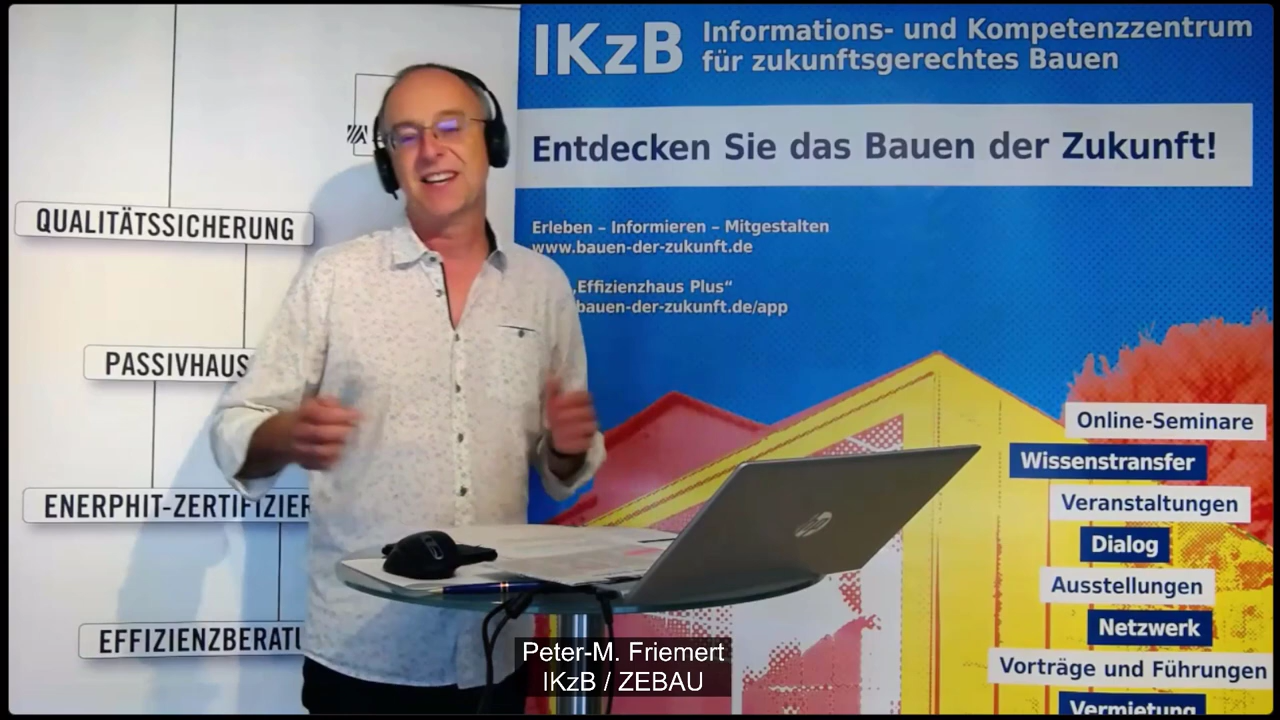 IKzB
Informations- und Kompetenzzentrum
für zukunftsgerechtes Bauen
Entdecken Sie das Bauen der Zukunft!
Erleben – Informieren – Mitgestalten
www.bauen-der-zukunft.de
„Effizienzhaus Plus“
bauen-der-zukunft.de/app
QUALITÄTSSICHERUNG
PASSIVHAUS
ENERPHIT-ZERTIFIZIER
EFFIZIENZBERATU
hp
Online-Seminare
Wissenstransfer
Veranstaltungen
Dialog
Ausstellungen
Netzwerk
Vorträge und Führungen
Vermietung
Peter-M. Friemert
IKzB / ZEBAU